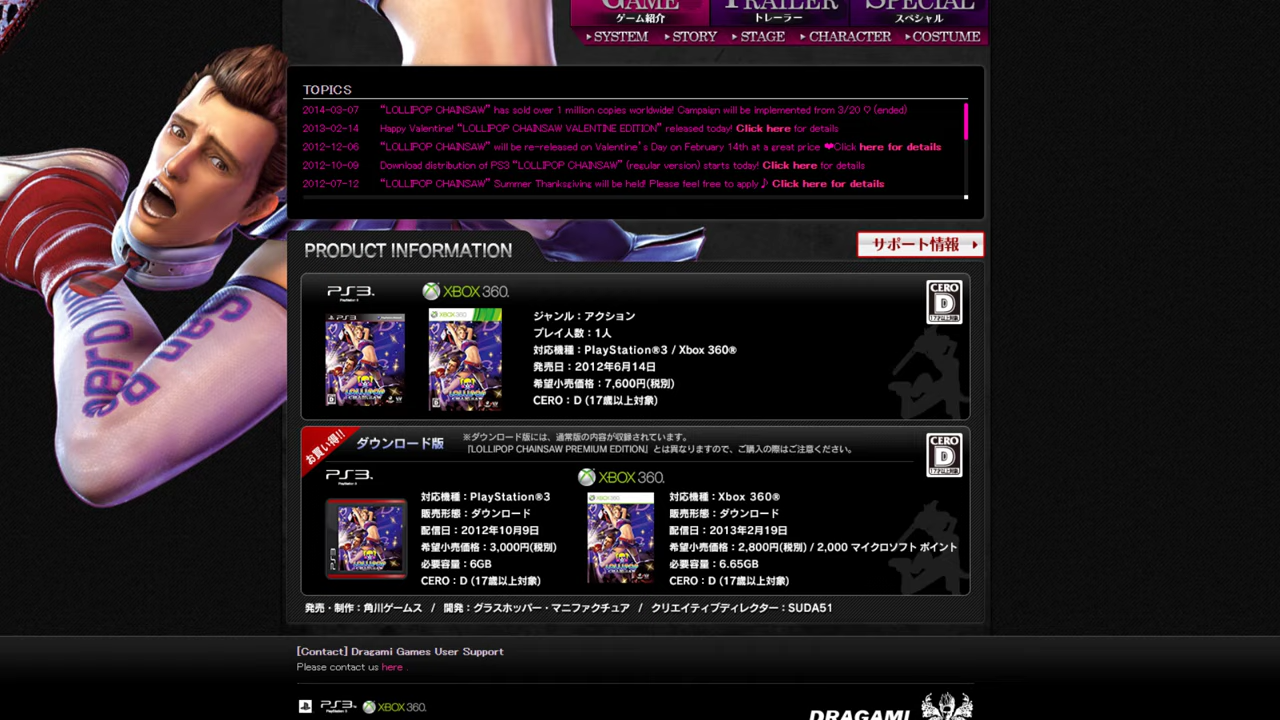 GAME
ゲーム紹介
TRAILER
トレーラー
SPECIAL
スペシャル
SYSTEM
STORY
STAGE
CHARACTER
COSTUME
TOPICS
2014-03-07 “LOLLIPOP CHAINSAW” has sold over 1 million copies worldwide! Campaign will be implemented from 3/20 ♡ (ended)
2013-02-14 Happy Valentine! “LOLLIPOP CHAINSAW VALENTINE EDITION” released today! Click here for details
2012-12-06 “LOLLIPOP CHAINSAW” will be re-released on Valentine’s Day on February 14th at a great price ❤Click here for details
2012-10-09 Download distribution of PS3 “LOLLIPOP CHAINSAW” (regular version) starts today! Click here for details
2012-07-12 “LOLLIPOP CHAINSAW” Summer Thanksgiving will be held! Please feel free to apply♪ Click here for details
PRODUCT INFORMATION
サポート情報
PS3 PlayStation 3
XBOX 360
CERO D 17才以上対象
ジャンル：アクション
プレイ人数：1人
対応機種：PlayStation®3 / Xbox 360®
発売日：2012年6月14日
希望小売価格：7,600円(税別)
CERO：D (17歳以上対象)
お買い得!!
ダウンロード版
※ダウンロード版には、通常版の内容が収録されています。
「LOLLIPOP CHAINSAW PREMIUM EDITION」とは異なりますので、ご購入の際はご注意ください。
CERO D 17才以上対象
PS3 PlayStation 3
対応機種：PlayStation®3
販売形態：ダウンロード
配信日：2012年10月9日
希望小売価格：3,000円(税別)
必要容量：6GB
CERO：D (17歳以上対象)
XBOX 360
対応機種：Xbox 360®
販売形態：ダウンロード
配信日：2013年2月19日
希望小売価格：2,800円(税別) / 2,000 マイクロソフト ポイント
必要容量：6.65GB
CERO：D (17歳以上対象)
発売・制作：角川ゲームス / 開発：グラスホッパー・マニファクチュア / クリエイティブディレクター：SUDA51
[Contact] Dragami Games User Support
Please contact us here .
PS3 PlayStation 3
XBOX 360
DRAGAMI